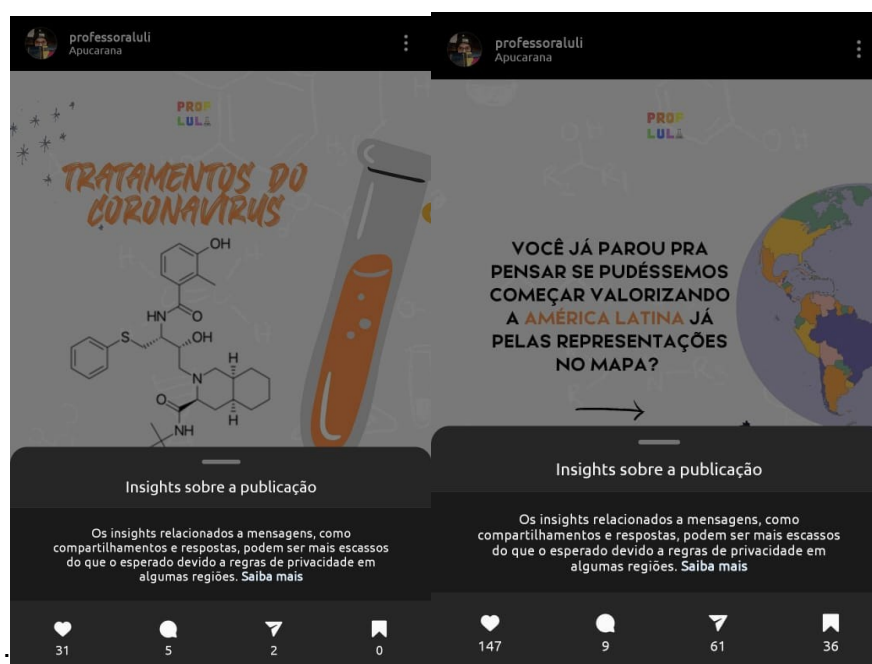 professoraluli
Apucarana
PROF
LULI
TRATAMENTOS DO
CORONAVÍRUS
OH
HN
O
S
OH
N
H
O
H
NH
Insights sobre a publicação
Os insights relacionados a mensagens, como
compartilhamentos e respostas, podem ser mais escassos
do que o esperado devido a regras de privacidade em
algumas regiões. Saiba mais
31 5 2 0
professoraluli
Apucarana
PROF
LULI
VOCÊ JÁ PAROU PRA
PENSAR SE PUDÉSSEMOS
COMEÇAR VALORIZANDO
A AMÉRICA LATINA JÁ
PELAS REPRESENTAÇÕES
NO MAPA?
Insights sobre a publicação
Os insights relacionados a mensagens, como
compartilhamentos e respostas, podem ser mais escassos
do que o esperado devido a regras de privacidade em
algumas regiões. Saiba mais
147 9 61 36